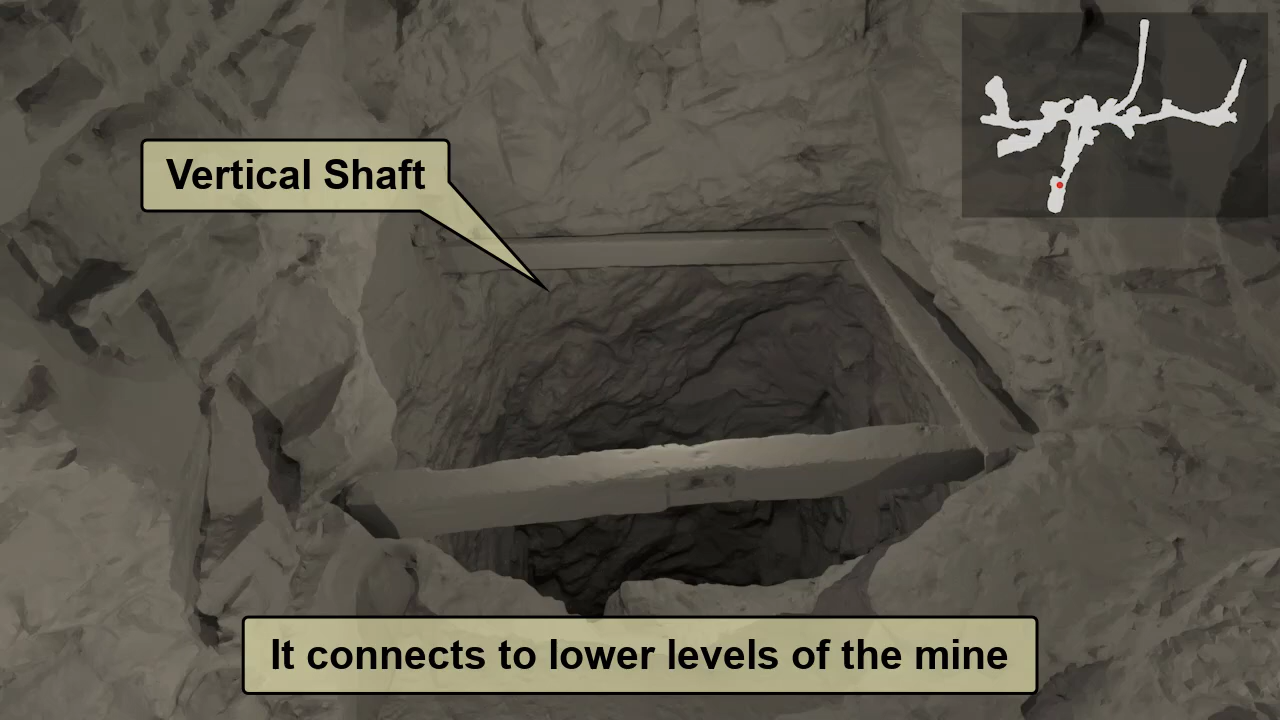 Vertical Shaft
It connects to lower levels of the mine